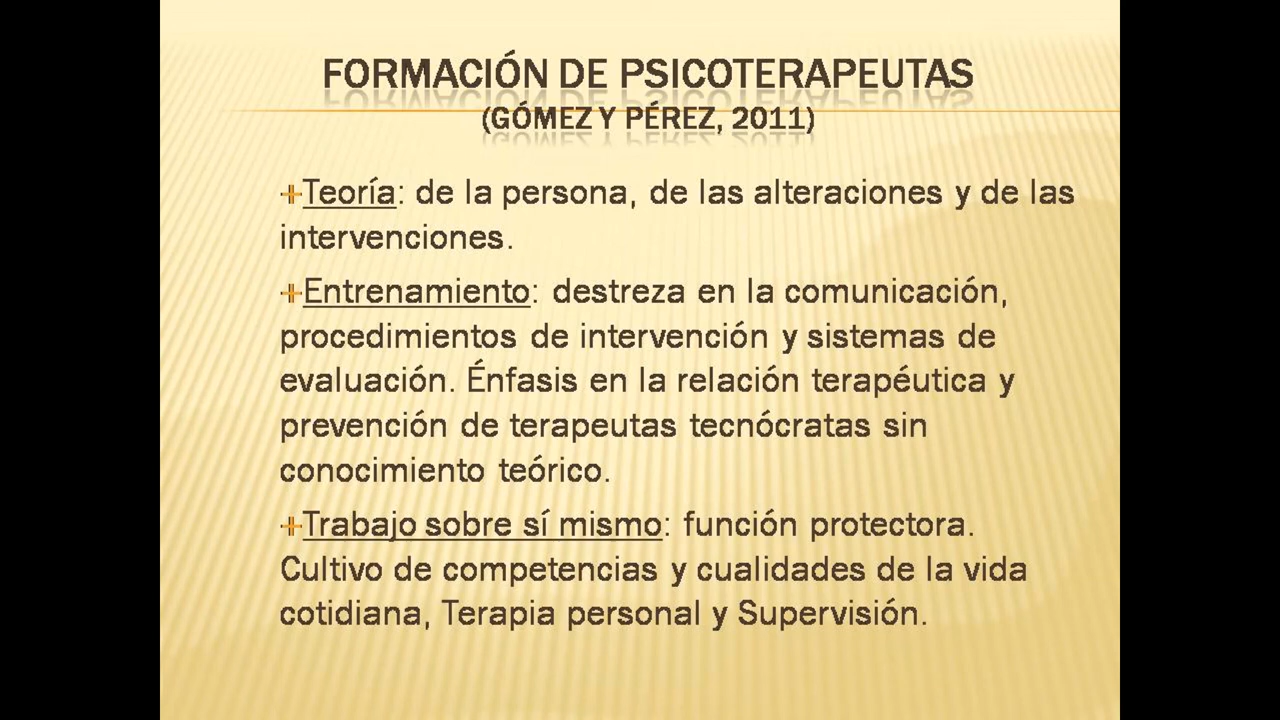 FORMACIÓN DE PSICOTERAPEUTAS
(GÓMEZ Y PÉREZ, 2011)
Teoría: de la persona, de las alteraciones y de las
intervenciones.
Entrenamiento: destreza en la comunicación,
procedimientos de intervención y sistemas de
evaluación. Énfasis en la relación terapéutica y
prevención de terapeutas tecnócratas sin
conocimiento teórico.
Trabajo sobre sí mismo: función protectora.
Cultivo de competencias y cualidades de la vida
cotidiana, Terapia personal y Supervisión.